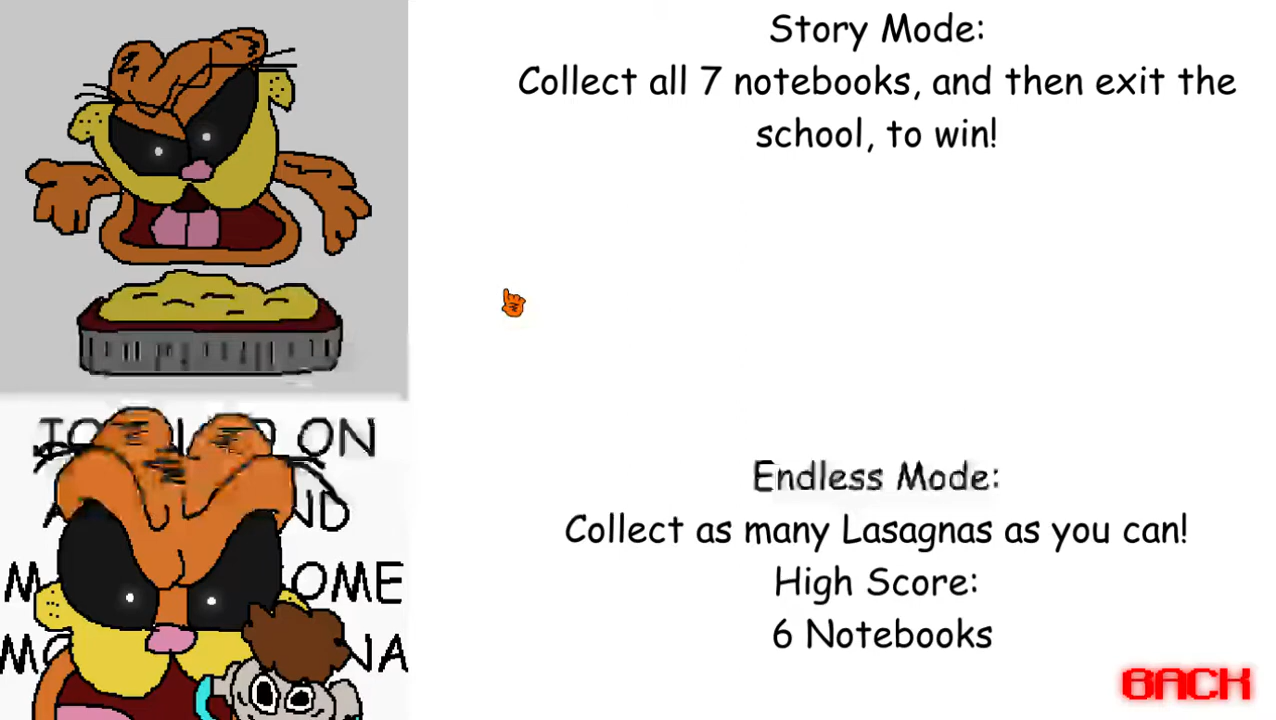 Story Mode:
Collect all 7 notebooks, and then exit the
school, to win!
ON
Endless Mode:
Collect as many Lasagnas as you can!
High Score:
6 Notebooks
BACK